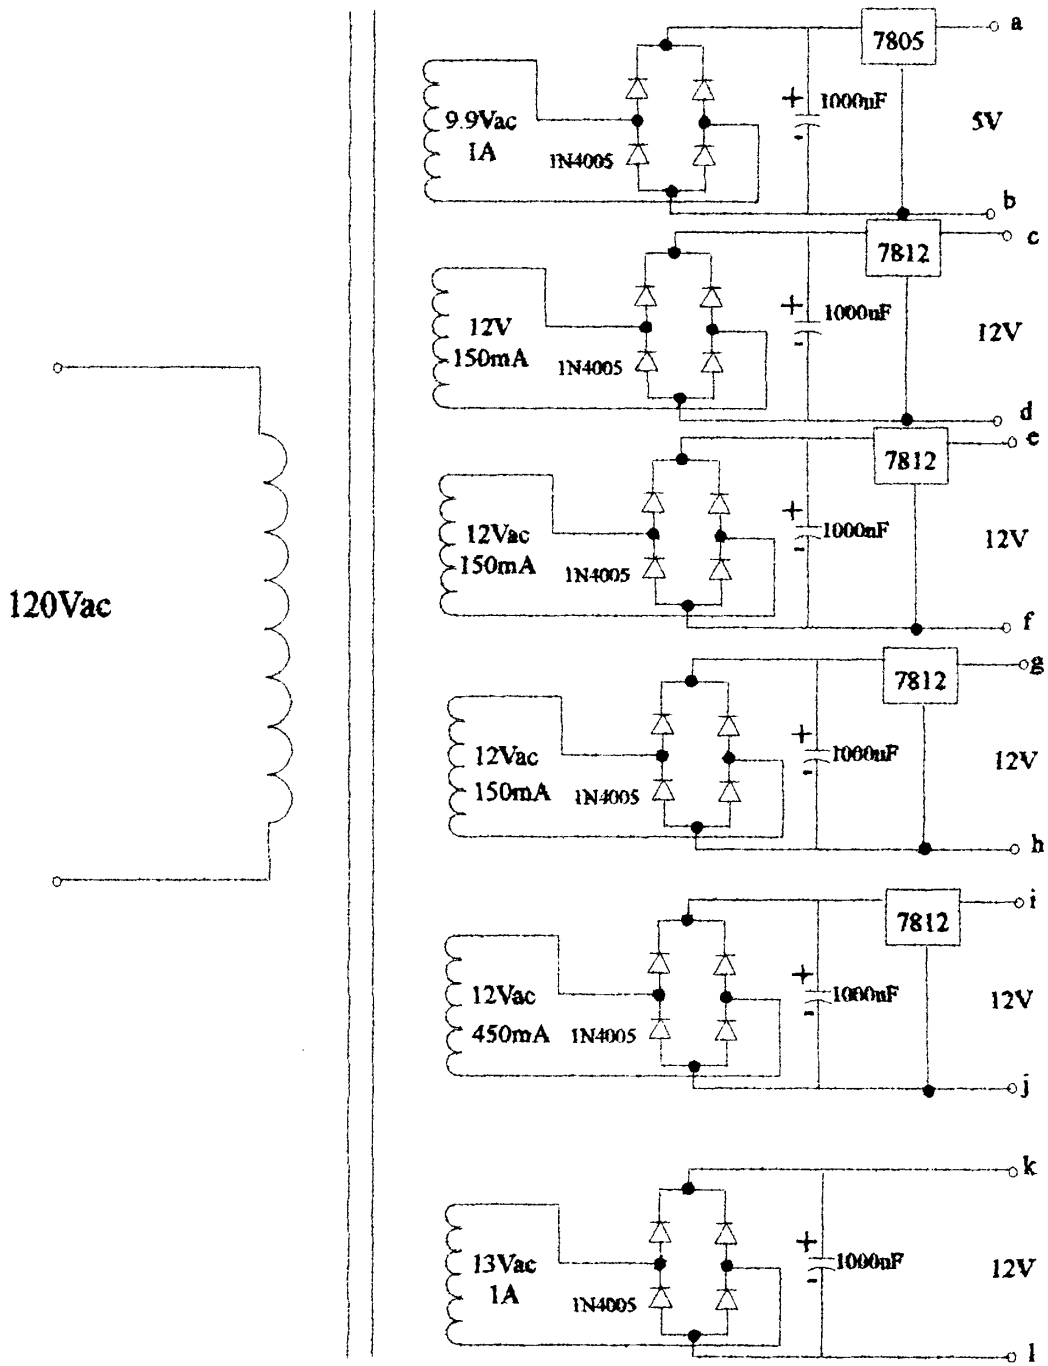 a
7805
9.9Vac
1A
1N4005
+
1000nF
-
5V
b
c
7812
12V
150mA
1N4005
+
1000nF
-
12V
d
e
7812
12Vac
150mA
1N4005
+
1000nF
-
12V
f
120Vac
g
7812
12Vac
150mA
1N4005
+
1000nF
-
12V
h
i
7812
12Vac
450mA
1N4005
+
1000nF
-
12V
j
k
13Vac
1A
1N4005
+
1000nF
-
12V
l